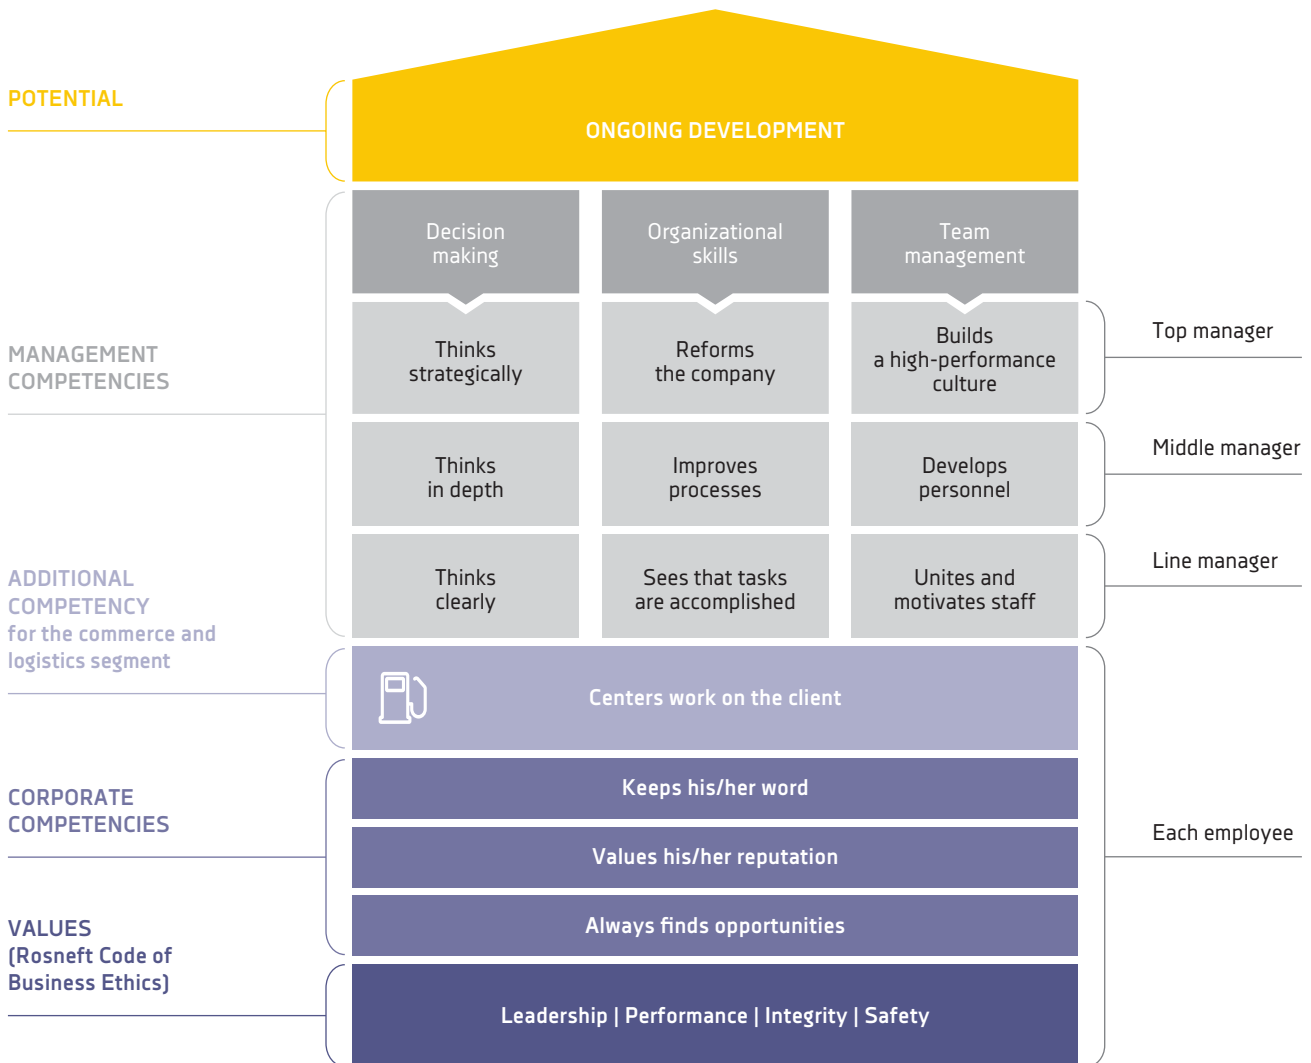 POTENTIAL
ONGOING DEVELOPMENT
Decision
making
Organizational
skills
Team
management
MANAGEMENT
COMPETENCIES
Thinks
strategically
Reforms
the company
Builds
a high-performance
culture
Top manager
Thinks
in depth
Improves
processes
Develops
personnel
Middle manager
Thinks
clearly
Sees that tasks
are accomplished
Unites and
motivates staff
Line manager
ADDITIONAL
COMPETENCY
for the commerce and
logistics segment
Centers work on the client
CORPORATE
COMPETENCIES
Keeps his/her word
Values his/her reputation
Always finds opportunities
Each employee
VALUES
(Rosneft Code of
Business Ethics)
Leadership | Performance | Integrity | Safety